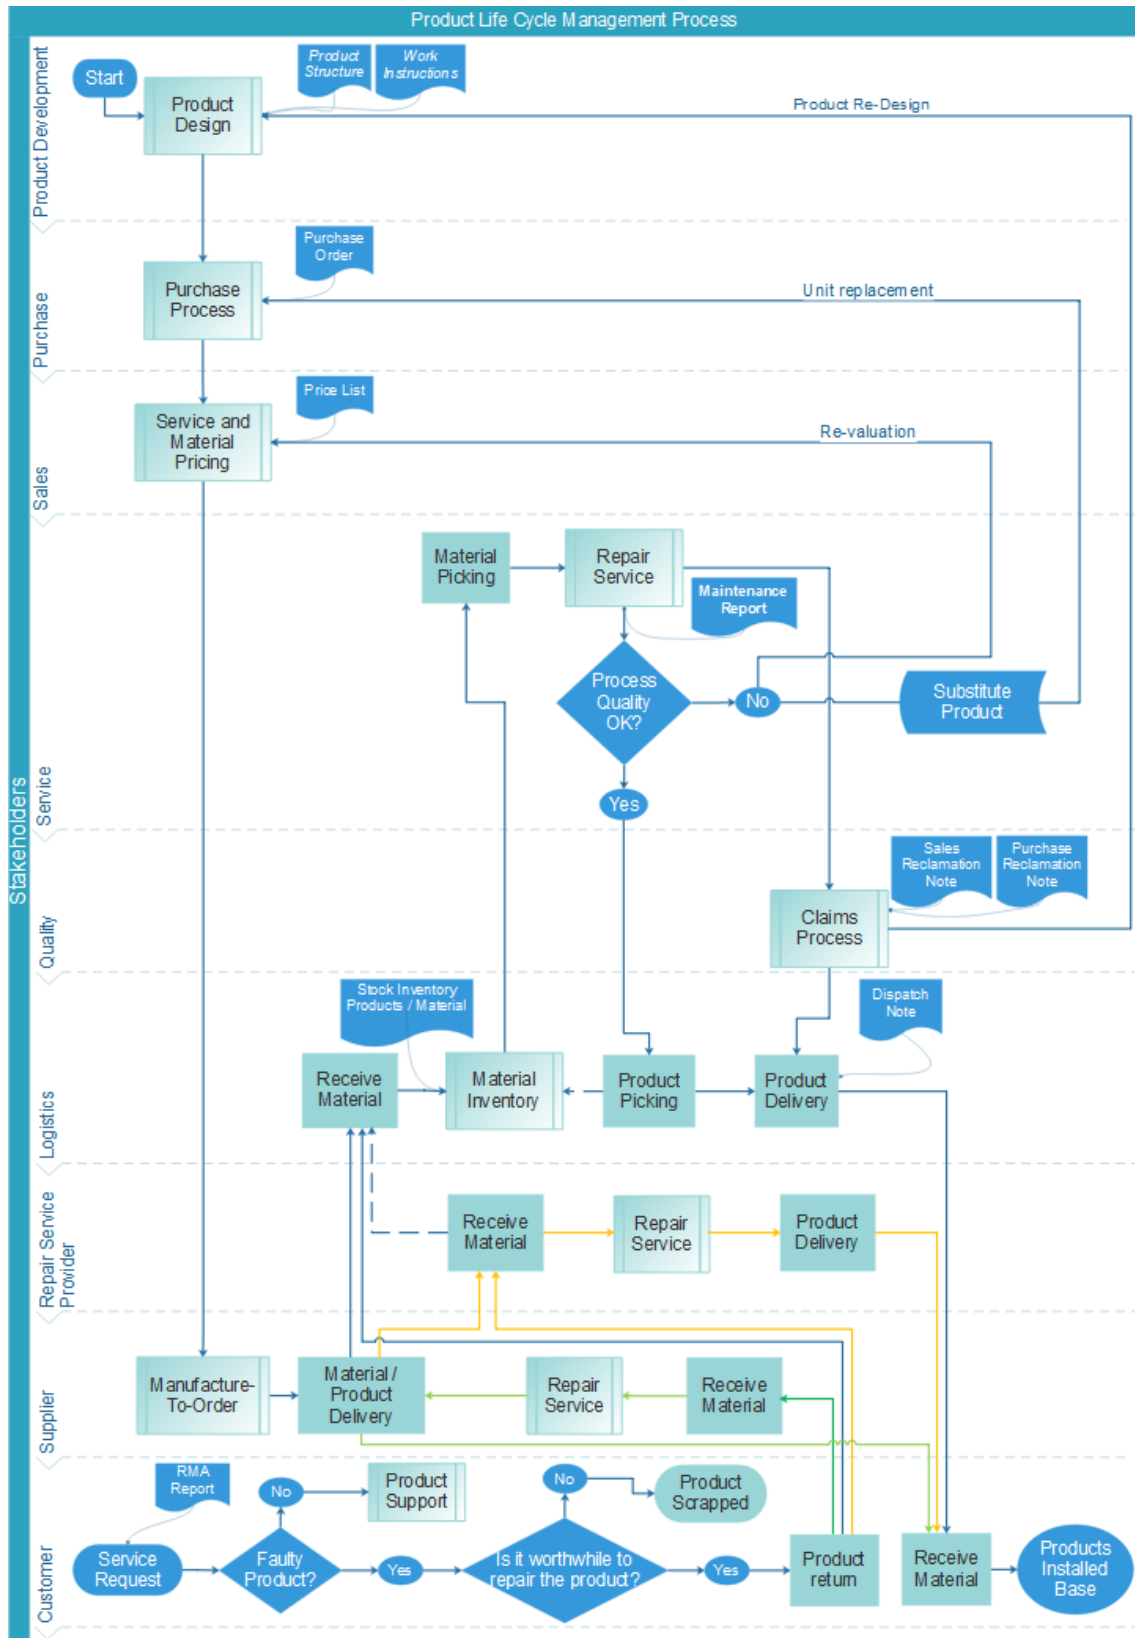 Product Life Cycle Management Process
Stakeholders
Product Development
Start
Product
Design
Product
Structure
Work
Instructions
Product Re-Design
Purchase
Purchase
Order
Purchase
Process
Unit replacement
Sales
Price List
Service and
Material
Pricing
Re-valuation
Service
Material
Picking
Repair
Service
Maintenance
Report
Process
Quality
OK?
No
Substitute
Product
Yes
Quality
Sales
Reclamation
Note
Purchase
Reclamation
Note
Claims
Process
Logistics
Stock Inventory
Products / Material
Dispatch
Note
Receive
Material
Material
Inventory
Product
Picking
Product
Delivery
Repair Service
Provider
Receive
Material
Repair
Service
Product
Delivery
Supplier
Manufacture-
To-Order
Material /
Product
Delivery
Repair
Service
Receive
Material
Customer
RMA
Report
No
Product
Support
No
Product
Scrapped
Service
Request
Faulty
Product?
Yes
Is it worthwhile to
repair the product?
Yes
Product
return
Receive
Material
Products
Installed
Base